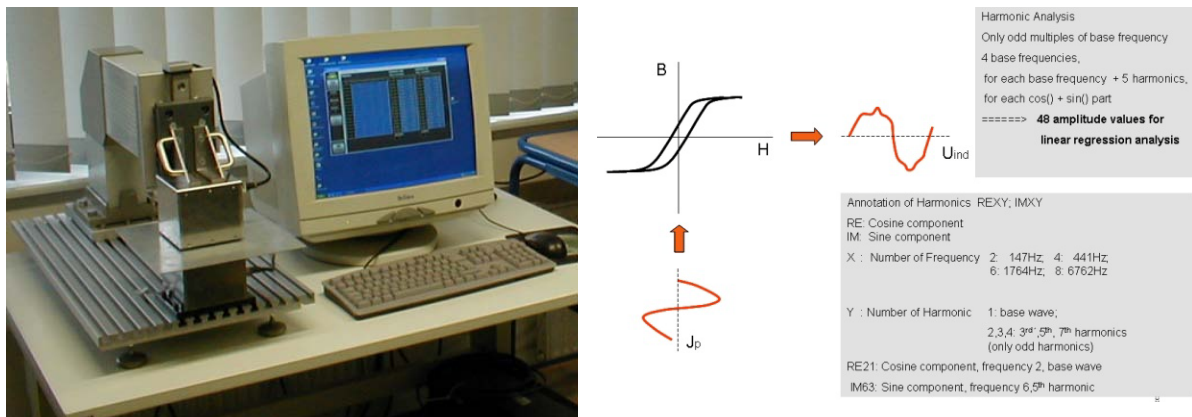 Harmonic Analysis
Only odd multiples of base frequency
4 base frequencies,
for each base frequency + 5 harmonics,
for each cos() + sin() part
======> 48 amplitude values for
linear regression analysis
B
H
Uind
Jp
Annotation of Harmonics REXY; IMXY
RE: Cosine component
IM: Sine component
X : Number of Frequency 2: 147Hz; 4: 441Hz;
6: 1764Hz; 8: 6762Hz
Y : Number of Harmonic 1: base wave;
2,3,4: 3rd, 5th, 7th harmonics
(only odd harmonics)
RE21: Cosine component, frequency 2, base wave
IM63: Sine component, frequency 6,5th harmonic